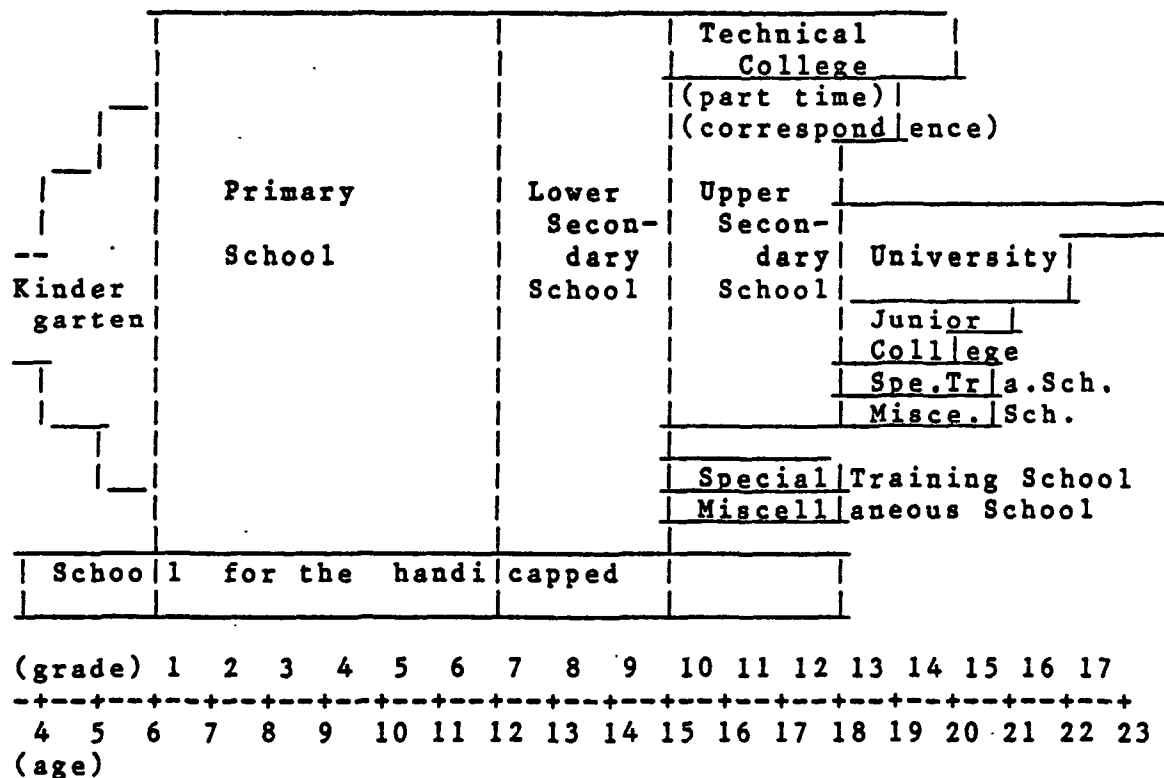 Technical
College
(part time)
(correspondence)
Primary Lower Upper
Secon- Secon-
School dary dary University
Kinder School School
garten Junior
College
Spe.Tra.Sch.
Misce. Sch.
Special Training School
Miscellaneous School
School for the handicapped
(grade) 1 2 3 4 5 6 7 8 9 10 11 12 13 14 15 16 17
4 5 6 7 8 9 10 11 12 13 14 15 16 17 18 19 20 21 22 23
(age)